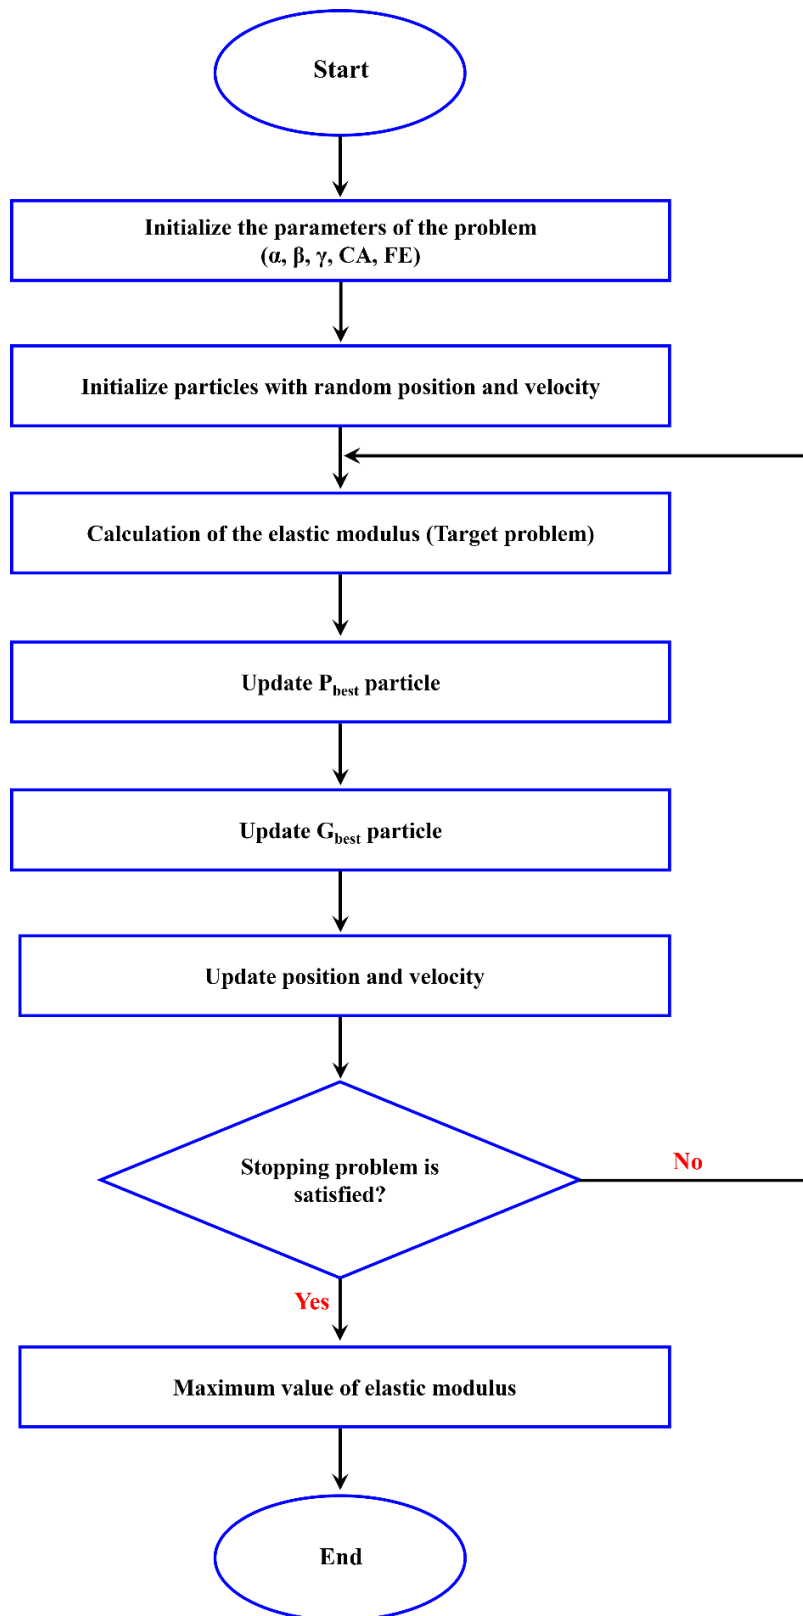 Start
Initialize the parameters of the problem
(α, β, γ, CA, FE)
Initialize particles with random position and velocity
Calculation of the elastic modulus (Target problem)
Update Pbest particle
Update Gbest particle
Update position and velocity
Stopping problem is
satisfied?
No
Yes
Maximum value of elastic modulus
End